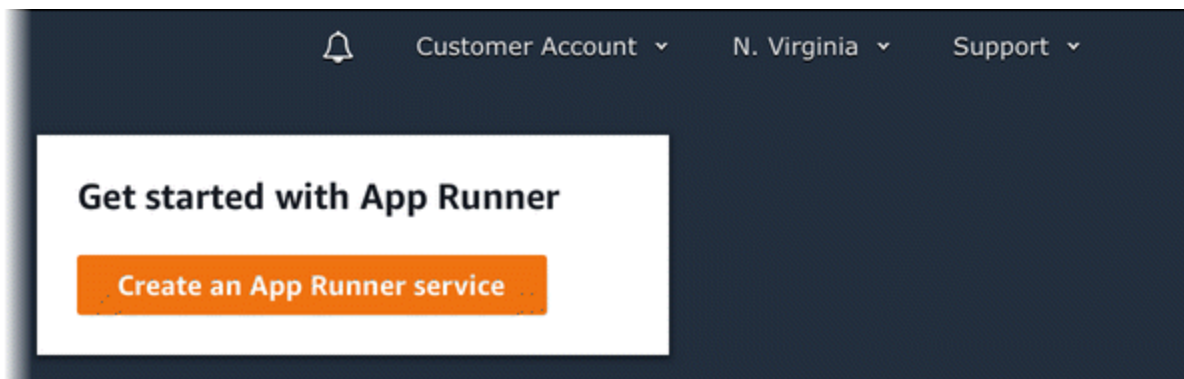 Customer Account N. Virginia Support
Get started with App Runner
Create an App Runner service